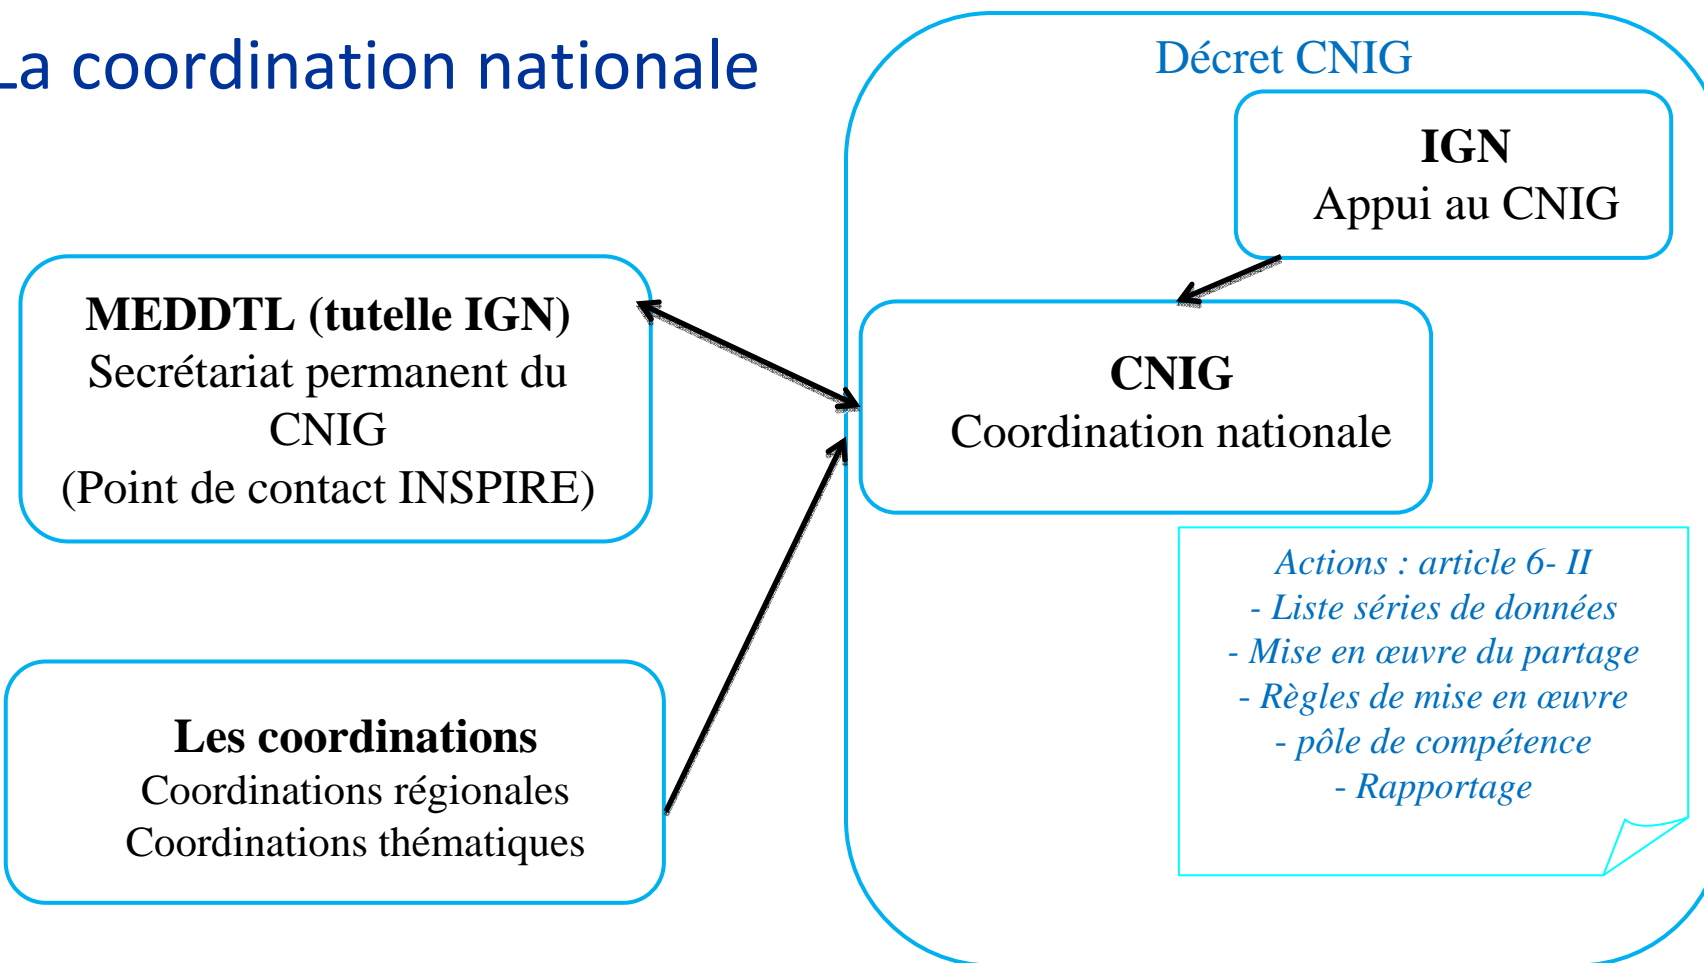 La coordination nationale
Décret CNIG
IGN
Appui au CNIG
MEDDTL (tutelle IGN)
Secrétariat permanent du
CNIG
(Point de contact INSPIRE)
CNIG
Coordination nationale
Actions : article 6- II
- Liste séries de données
- Mise en œuvre du partage
- Règles de mise en œuvre
- pôle de compétence
- Rapportage
Les coordinations
Coordinations régionales
Coordinations thématiques